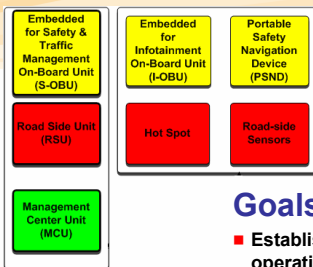 Embedded
for Safety &
Traffic
Management
On-Board Unit
(S-OBU)
Road Side Unit
(RSU)
Management
Center Unit
(MCU)
Embedded
for
Infotainment
On-Board Unit
(I-OBU)
Hot Spot
Portable
Safety
Navigation
Device
(PSND)
Road-side
Sensors
Goals
Establis
operati